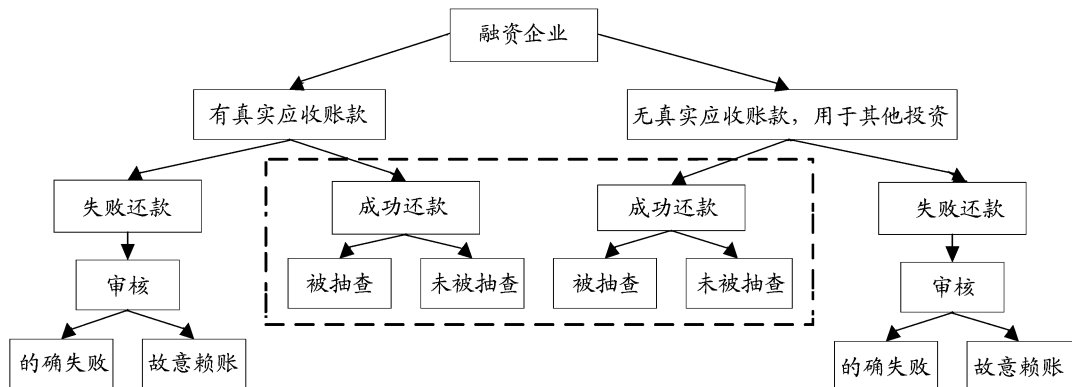 融资企业
有真实应收账款
无真实应收账款，用于其他投资
失败还款
成功还款
成功还款
失败还款
审核
被抽查
未被抽查
被抽查
未被抽查
审核
的确失败
故意赖账
的确失败
故意赖账